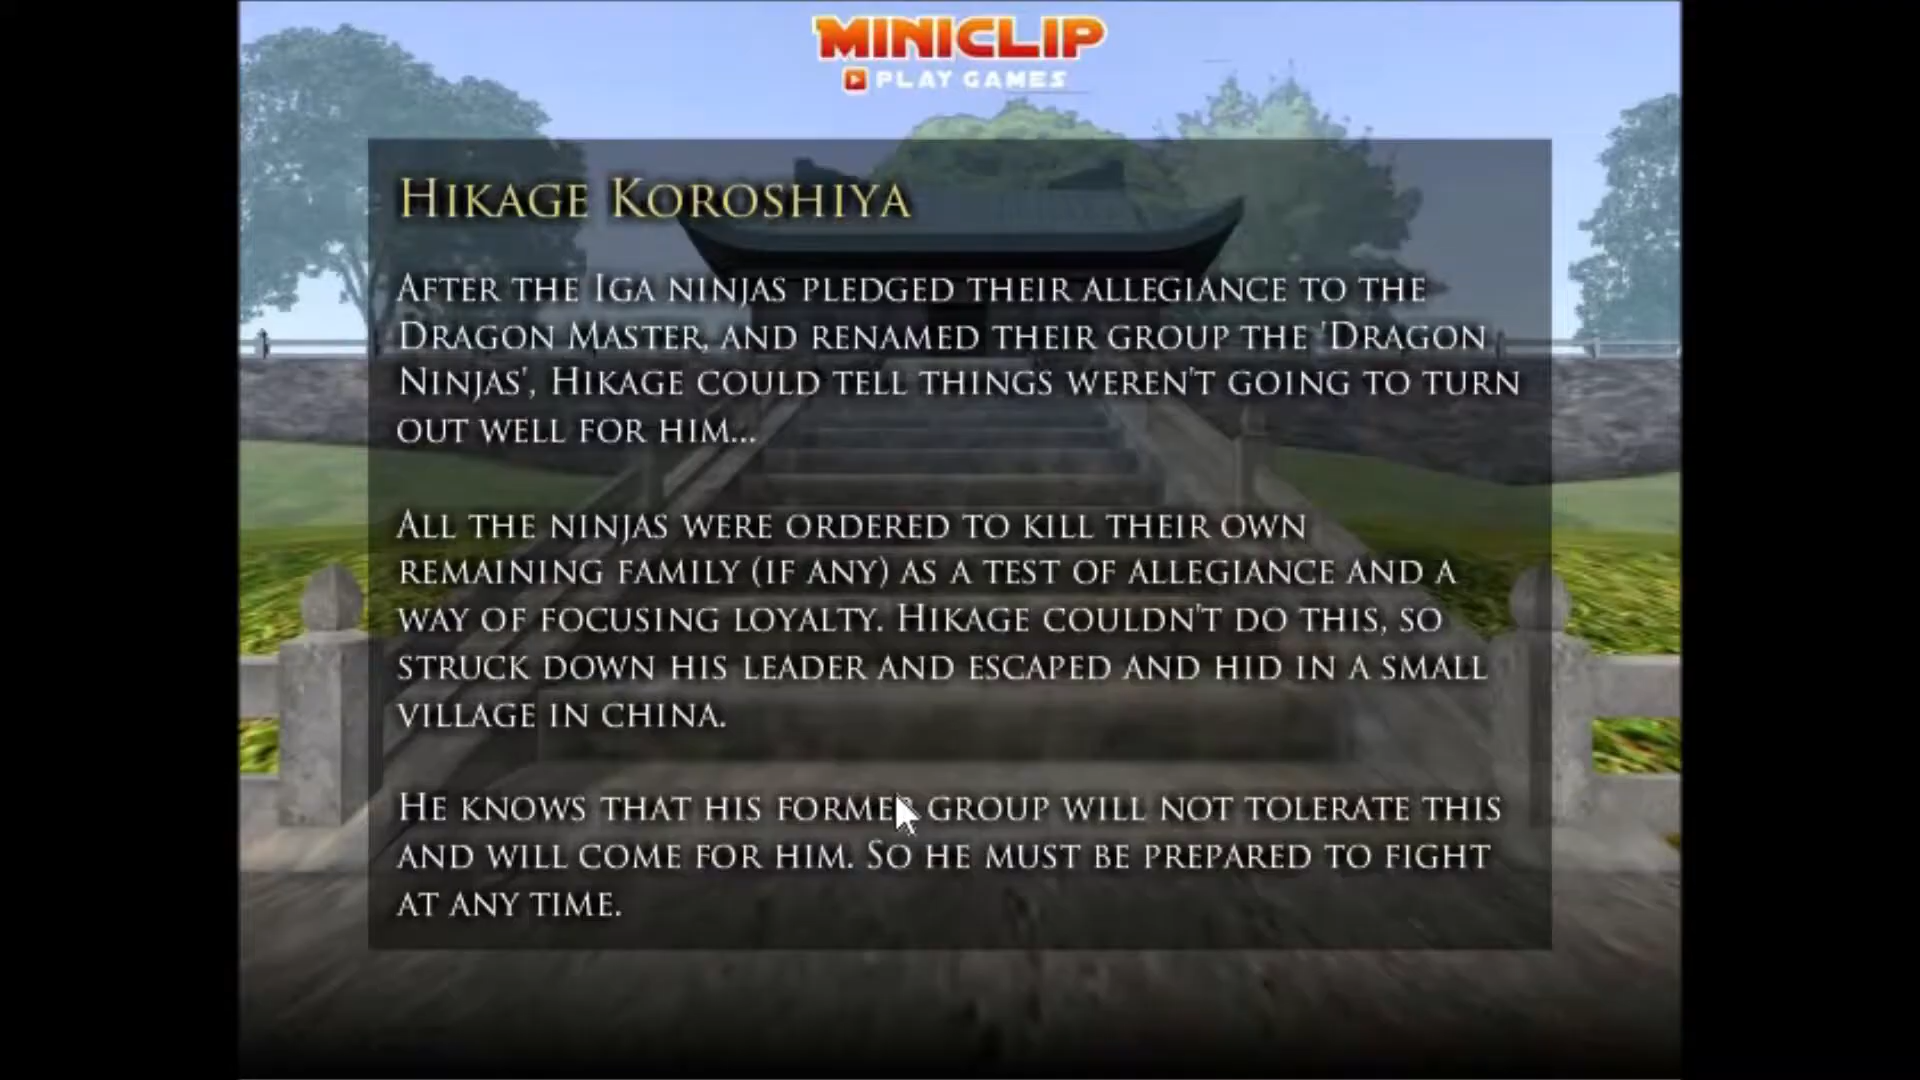 MINICLIP
PLAY GAMES
HIKAGE KOROSHIYA
AFTER THE IGA NINJAS PLEDGED THEIR ALLEGIANCE TO THE
DRAGON MASTER, AND RENAMED THEIR GROUP THE 'DRAGON
NINJAS', HIKAGE COULD TELL THINGS WEREN'T GOING TO TURN
OUT WELL FOR HIM...
ALL THE NINJAS WERE ORDERED TO KILL THEIR OWN
REMAINING FAMILY (IF ANY) AS A TEST OF ALLEGIANCE AND A
WAY OF FOCUSING LOYALTY. HIKAGE COULDN'T DO THIS, SO
STRUCK DOWN HIS LEADER AND ESCAPED AND HID IN A SMALL
VILLAGE IN CHINA.
HE KNOWS THAT HIS FORMER GROUP WILL NOT TOLERATE THIS
AND WILL COME FOR HIM. SO HE MUST BE PREPARED TO FIGHT
AT ANY TIME.